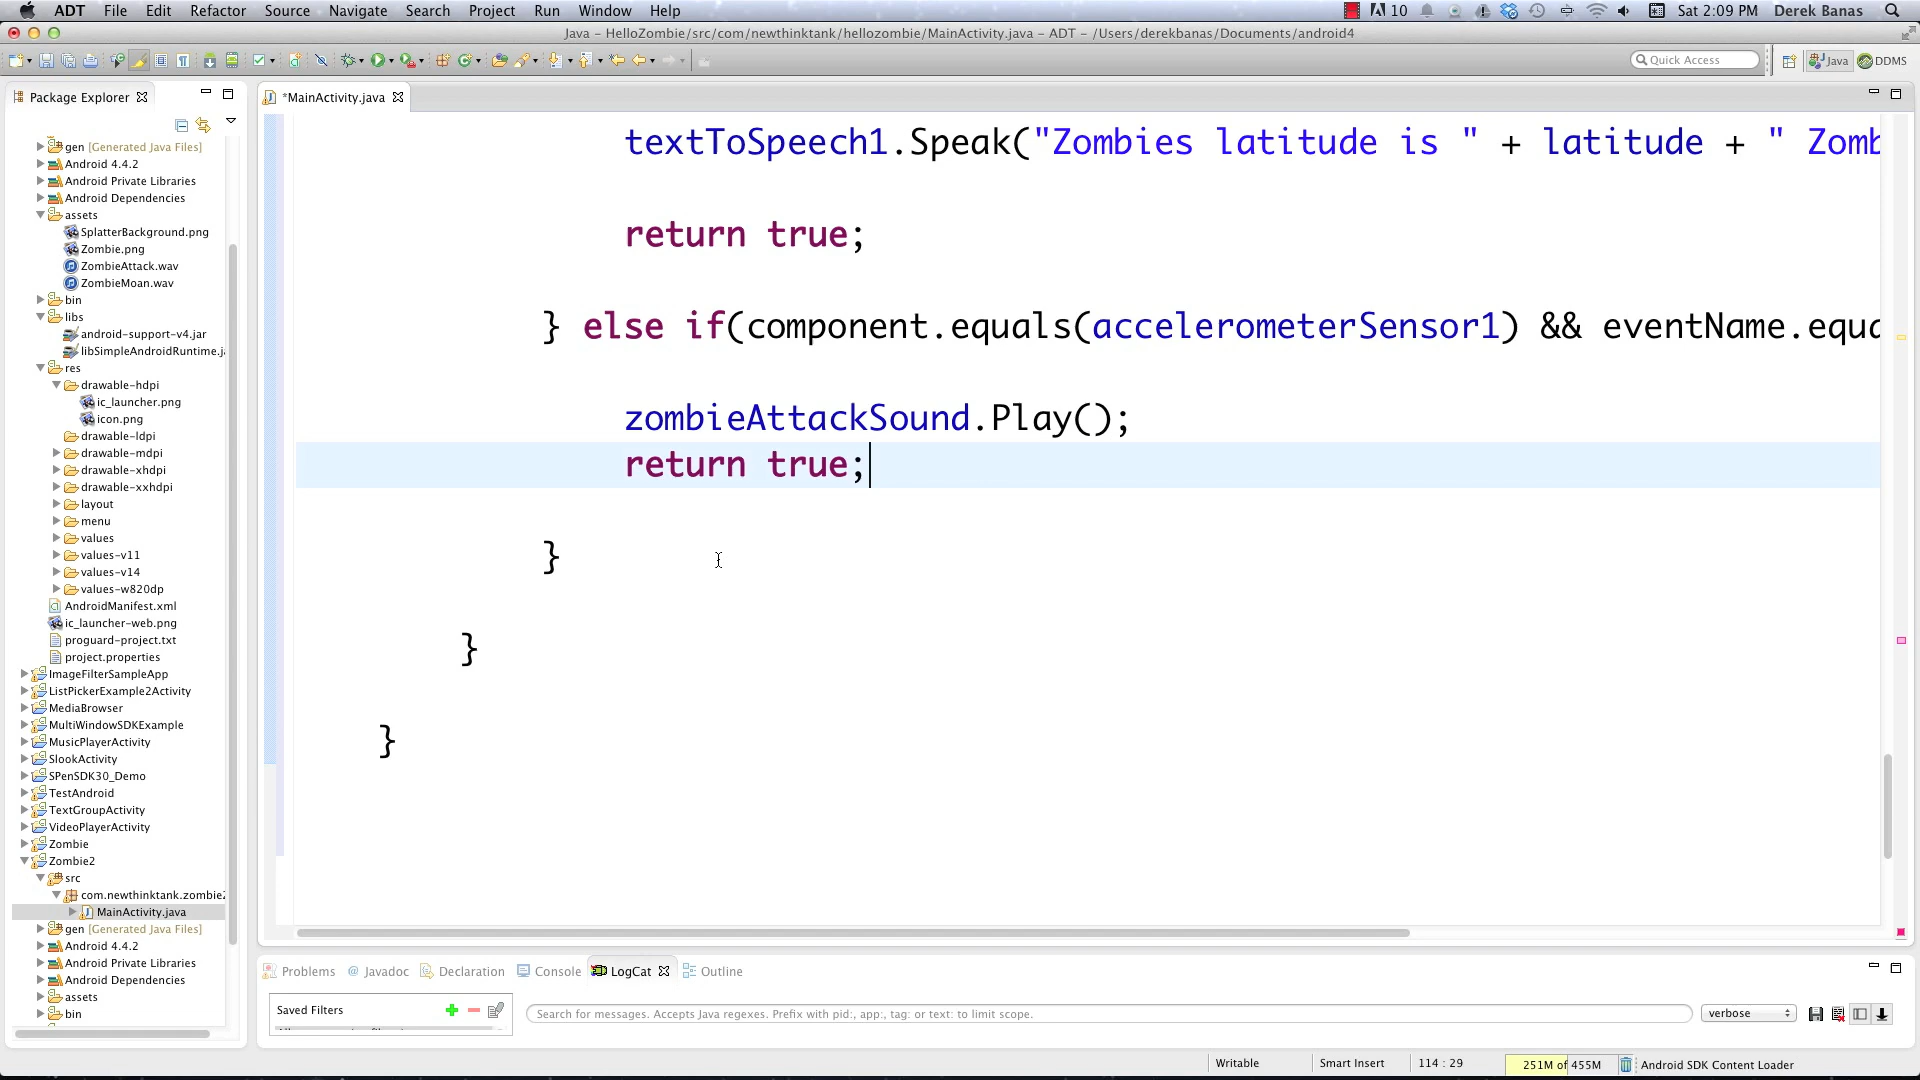 ADT File Edit Refactor Source Navigate Search Project Run Window Help 10 Sat 2:09 PM Derek Banas
Java – HelloZombie/src/com/newthinktank/hellozombie/MainActivity.java – ADT – /Users/derekbanas/Documents/android4
Quick Access Java DDMS
Package Explorer
*MainActivity.java
gen [Generated Java Files]
Android 4.4.2
Android Private Libraries
Android Dependencies
assets
SplatterBackground.png
Zombie.png
ZombieAttack.wav
ZombieMoan.wav
bin
libs
android-support-v4.jar
libSimpleAndroidRuntime.ja
res
drawable-hdpi
ic_launcher.png
icon.png
drawable-ldpi
drawable-mdpi
drawable-xhdpi
drawable-xxhdpi
layout
menu
values
values-v11
values-v14
values-w820dp
AndroidManifest.xml
ic_launcher-web.png
proguard-project.txt
project.properties
ImageFilterSampleApp
ListPickerExample2Activity
MediaBrowser
MultiWindowSDKExample
MusicPlayerActivity
SlookActivity
SPenSDK30_Demo
TestAndroid
TextGroupActivity
VideoPlayerActivity
Zombie
Zombie2
src
com.newthinktank.zombie2
MainActivity.java
gen [Generated Java Files]
Android 4.4.2
Android Private Libraries
Android Dependencies
assets
bin
textToSpeech1.Speak("Zombies latitude is " + latitude + " Zomb
return true;
} else if(component.equals(accelerometerSensor1) && eventName.equa
zombieAttackSound.Play();
return true;
}
}
}
Problems @ Javadoc Declaration Console LogCat Outline
Saved Filters
Search for messages. Accepts Java regexes. Prefix with pid:, app:, tag: or text: to limit scope.
verbose
Writable Smart Insert 114 : 29 251M of 455M Android SDK Content Loader